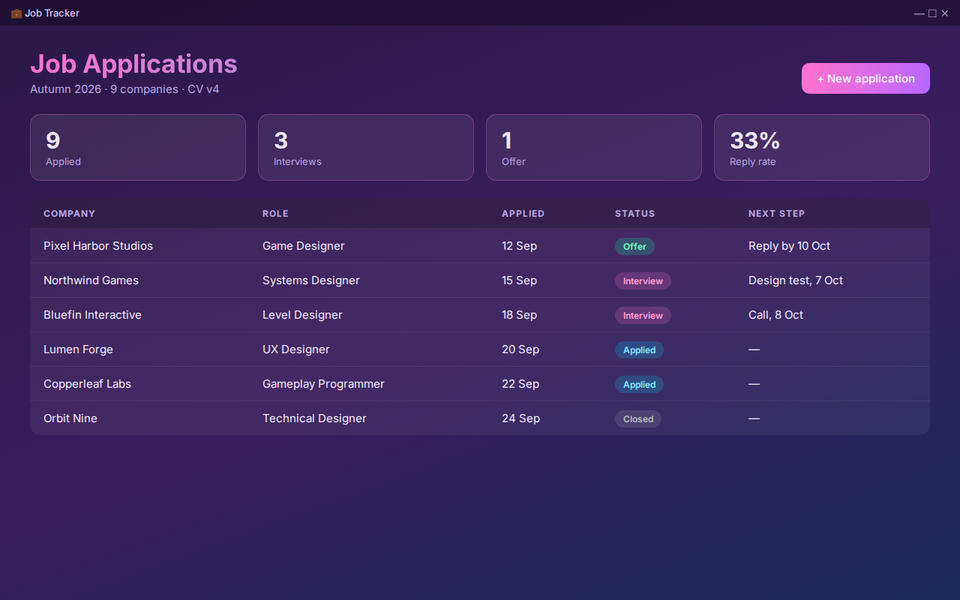 💼 Job Tracker — □ ×
Job Applications
Autumn 2026 · 9 companies · CV v4
+ New application
9
Applied
3
Interviews
1
Offer
33%
Reply rate
COMPANY ROLE APPLIED STATUS NEXT STEP
Pixel Harbor Studios Game Designer 12 Sep Offer Reply by 10 Oct
Northwind Games Systems Designer 15 Sep Interview Design test, 7 Oct
Bluefin Interactive Level Designer 18 Sep Interview Call, 8 Oct
Lumen Forge UX Designer 20 Sep Applied —
Copperleaf Labs Gameplay Programmer 22 Sep Applied —
Orbit Nine Technical Designer 24 Sep Closed —